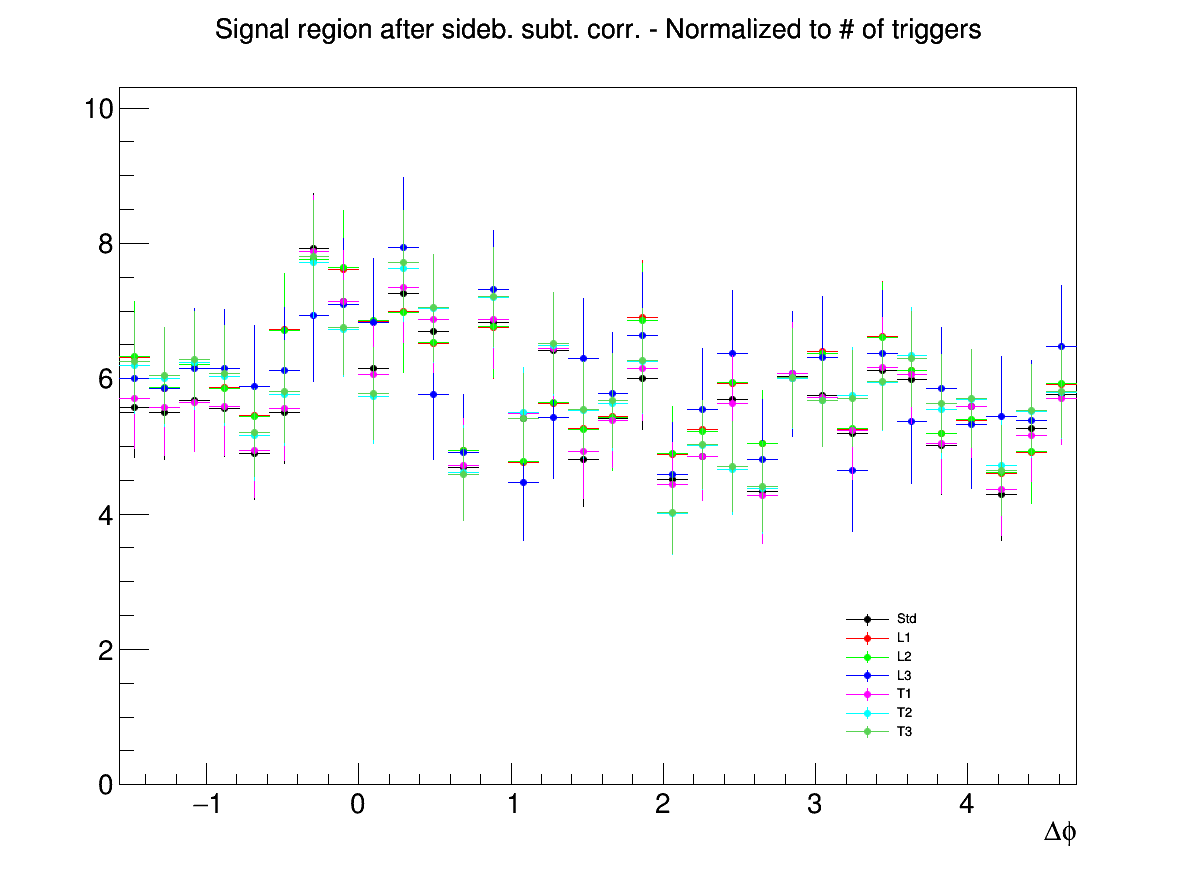 Signal region after sideb. subt. corr. - Normalized to # of triggers
10
8
6
4
2
0
Std
L1
L2
L3
T1
T2
T3
−1 0 1 2 3 4
Δϕ